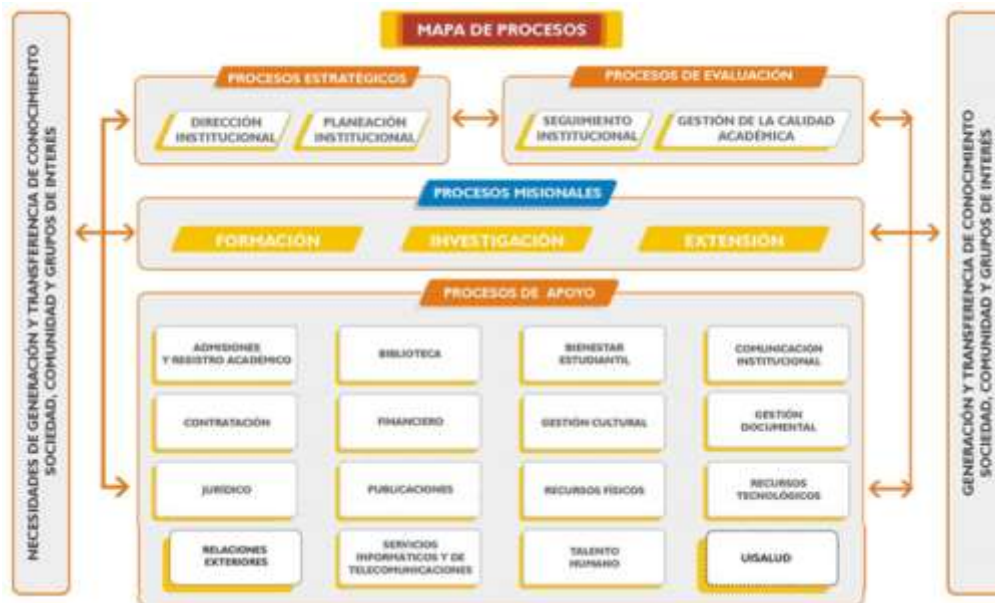 MAPA DE PROCESOS
PROCESOS ESTRATÉGICOS
DIRECCIÓN
INSTITUCIONAL
PLANEACIÓN
INSTITUCIONAL
PROCESOS DE EVALUACIÓN
SEGUIMIENTO
INSTITUCIONAL
GESTIÓN DE LA CALIDAD
ACADÉMICA
PROCESOS MISIONALES
FORMACIÓN
INVESTIGACIÓN
EXTENSIÓN
PROCESOS DE APOYO
ADMISIONES
Y REGISTRO ACADÉMICO
BIBLIOTECA
BIENESTAR
ESTUDIANTIL
COMUNICACIÓN
INSTITUCIONAL
CONTRATACIÓN
FINANCIERO
GESTIÓN CULTURAL
GESTIÓN
DOCUMENTAL
JURÍDICO
PUBLICACIONES
RECURSOS FÍSICOS
RECURSOS
TECNOLÓGICOS
RELACIONES
EXTERIORES
SERVICIOS
INFORMÁTICOS Y DE
TELECOMUNICACIONES
TALENTO
HUMANO
UISALUD
NECESIDADES DE GENERACIÓN Y TRANSFERENCIA DE CONOCIMIENTO
SOCIEDAD, COMUNIDAD Y GRUPOS DE INTERÉS
GENERACIÓN Y TRANSFERENCIA DE CONOCIMIENTO
SOCIEDAD, COMUNIDAD Y GRUPOS DE INTERÉS